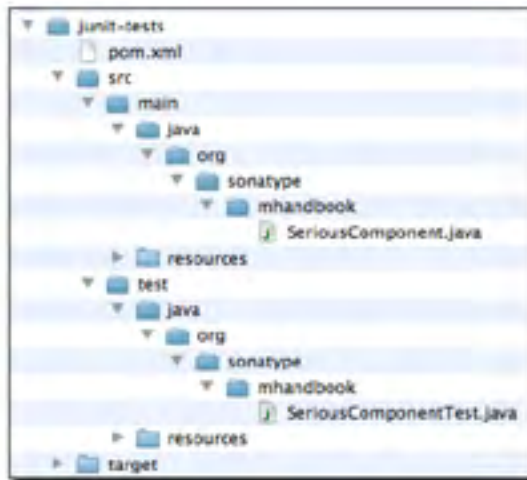 junit-tests
pom.xml
src
main
java
org
sonatype
mhandbook
SeriousComponent.java
resources
test
java
org
sonatype
mhandbook
SeriousComponentTest.java
resources
target